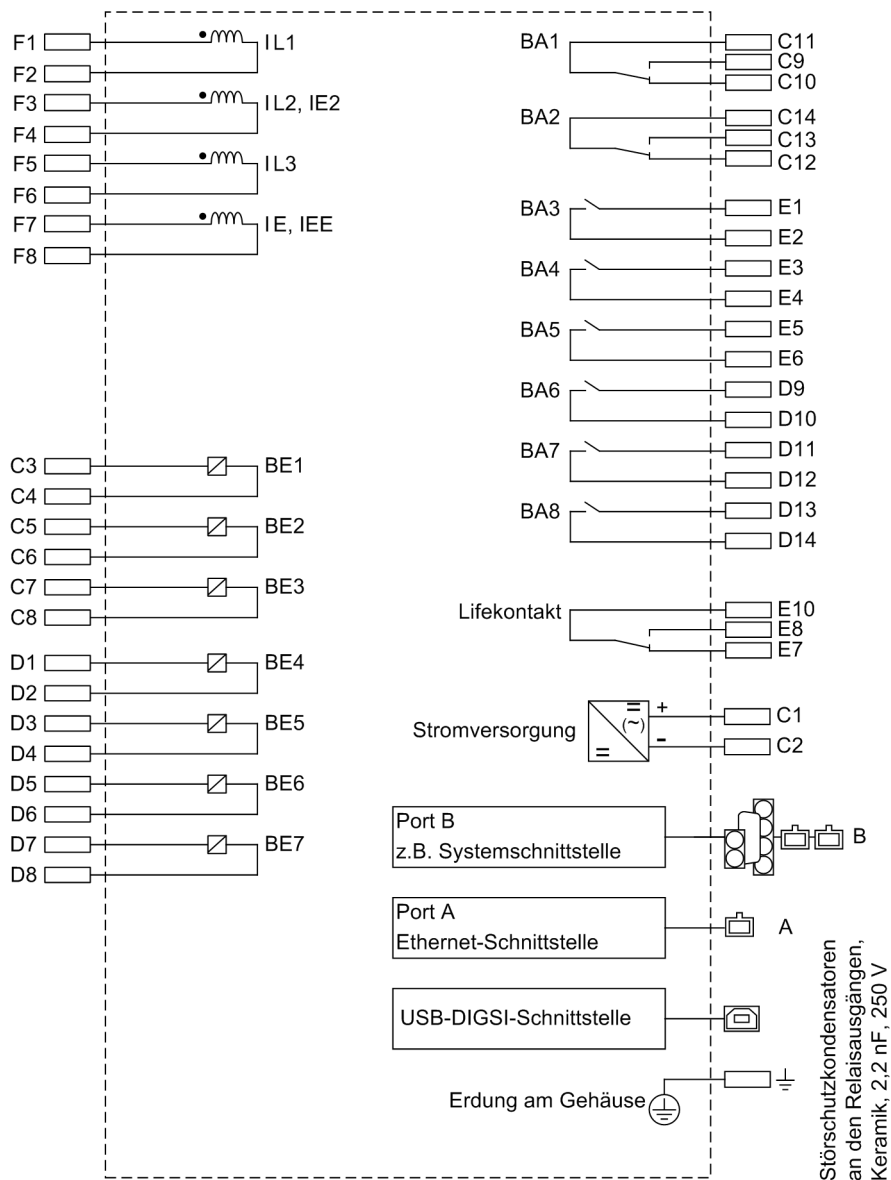 F1
IL1
F2
F3
IL2, IE2
F4
F5
IL3
F6
F7
IE, IEE
F8
C3
BE1
C4
C5
BE2
C6
C7
BE3
C8
D1
BE4
D2
D3
BE5
D4
D5
BE6
D6
D7
BE7
D8
BA1
C11
C9
C10
BA2
C14
C13
C12
BA3
E1
E2
BA4
E3
E4
BA5
E5
E6
BA6
D9
D10
BA7
D11
D12
BA8
D13
D14
Lifekontakt
E10
E8
E7
Stromversorgung
=
(~)
=
+
-
C1
C2
Port B
z.B. Systemschnittstelle
B
Port A
Ethernet-Schnittstelle
A
USB-DIGSI-Schnittstelle
Erdung am Gehäuse
Störschutzkondensatoren
an den Relaisausgängen,
Keramik, 2,2 nF, 250 V